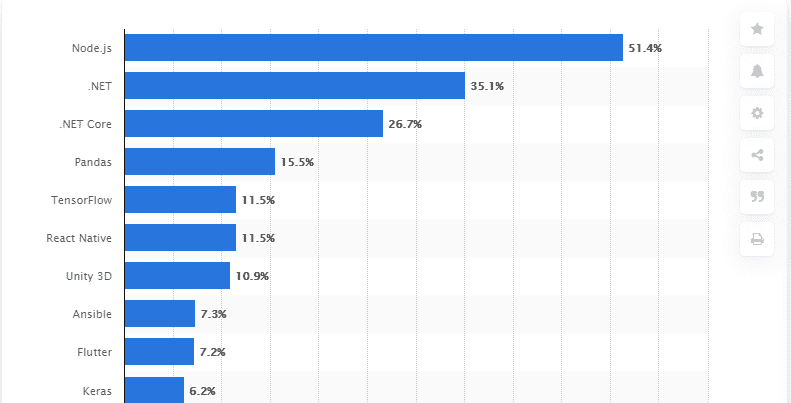 Node.js 51.4%
.NET 35.1%
.NET Core 26.7%
Pandas 15.5%
TensorFlow 11.5%
React Native 11.5%
Unity 3D 10.9%
Ansible 7.3%
Flutter 7.2%
Keras 6.2%